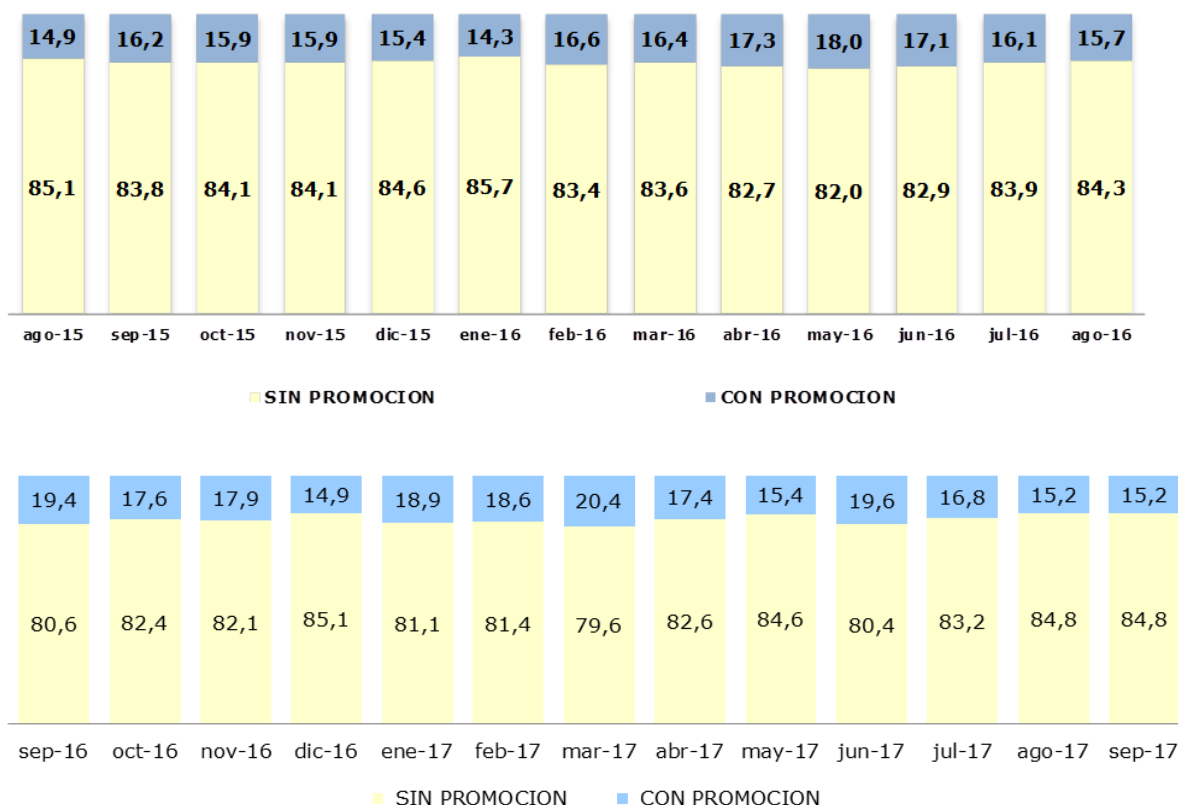 14,9 16,2 15,9 15,9 15,4 14,3 16,6 16,4 17,3 18,0 17,1 16,1 15,7
85,1 83,8 84,1 84,1 84,6 85,7 83,4 83,6 82,7 82,0 82,9 83,9 84,3
ago-15 sep-15 oct-15 nov-15 dic-15 ene-16 feb-16 mar-16 abr-16 may-16 jun-16 jul-16 ago-16
SIN PROMOCION CON PROMOCION
19,4 17,6 17,9 14,9 18,9 18,6 20,4 17,4 15,4 19,6 16,8 15,2 15,2
80,6 82,4 82,1 85,1 81,1 81,4 79,6 82,6 84,6 80,4 83,2 84,8 84,8
sep-16 oct-16 nov-16 dic-16 ene-17 feb-17 mar-17 abr-17 may-17 jun-17 jul-17 ago-17 sep-17
SIN PROMOCION CON PROMOCION